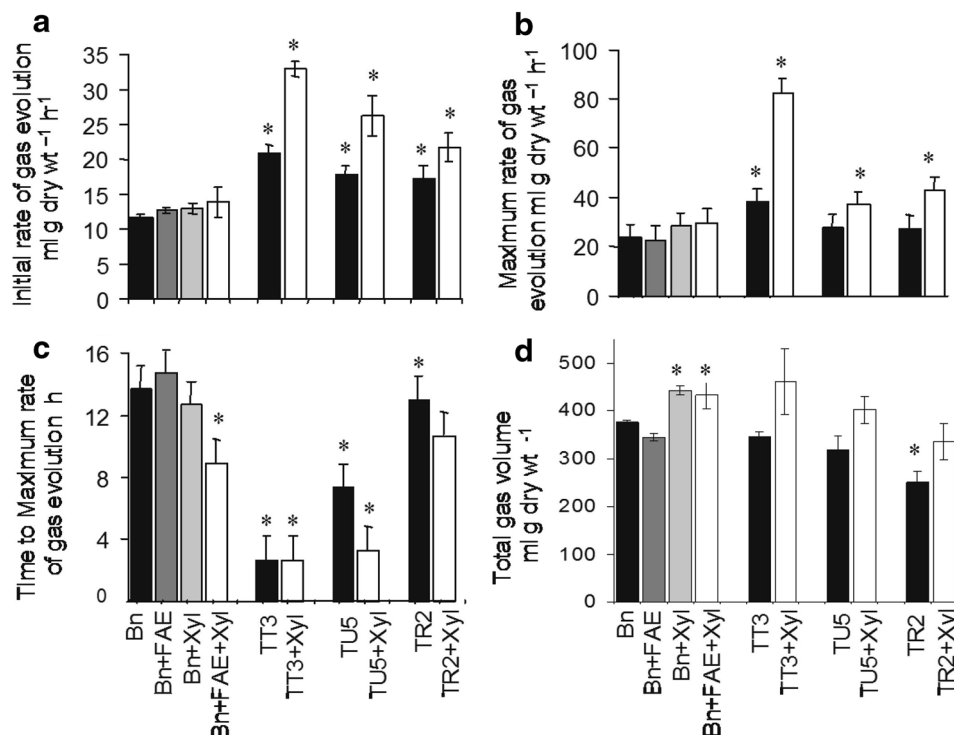 a
Initial rate of gas evolution
ml g dry wt ⁻¹ hr⁻¹
35
30
25
20
15
10
5
0
* * * * * *
b
Maximum rate of gas
evolution ml g dry wt ⁻¹ hr⁻¹
100
80
60
40
20
0
* * * *
c
Time to Maximum rate
of gas evolution h
16
12
8
4
0
* * * * * *
Bn
Bn+FAE
Bn+Xyl
Bn+FAE+Xyl
TT3
TT3+Xyl
TU5
TU5+Xyl
TR2
TR2+Xyl
d
Total gas volume
ml g dry wt -1
500
400
300
200
100
0
* * *
Bn
Bn+FAE
Bn+Xyl
Bn+FAE+Xyl
TT3
TT3+Xyl
TU5
TU5+Xyl
TR2
TR2+Xyl